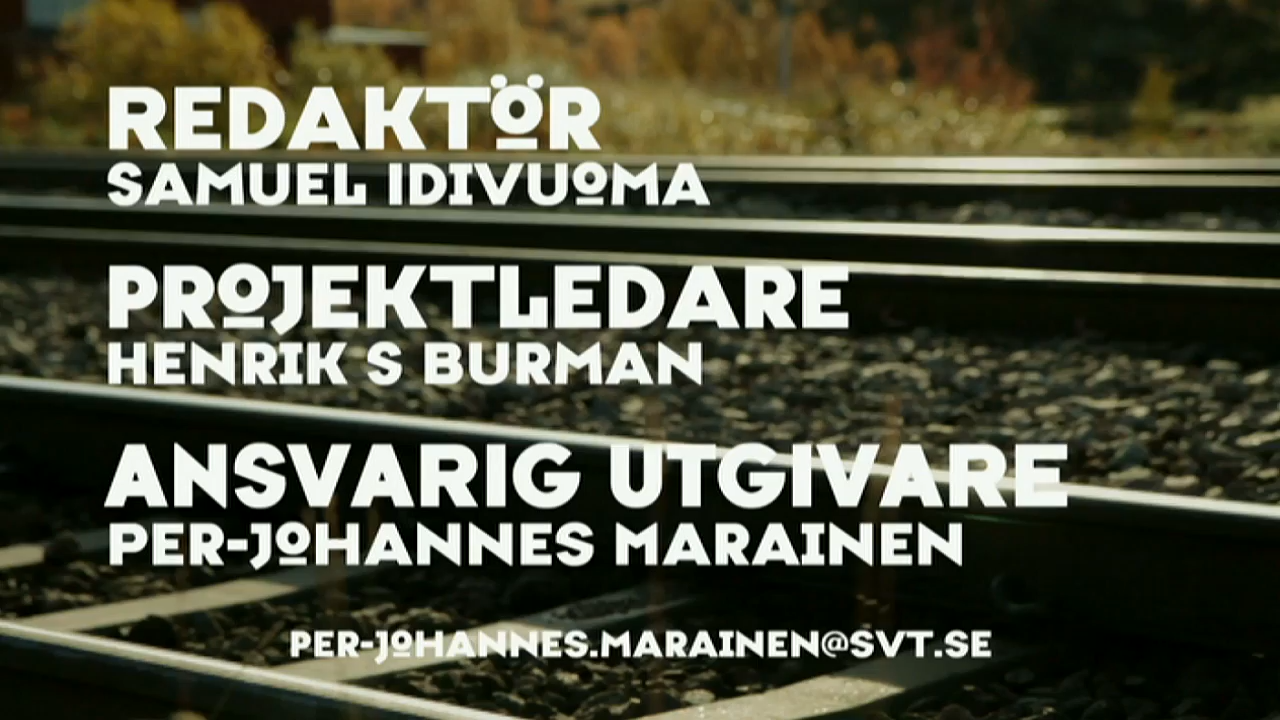 REDAKTÖR
SAMUEL IDIVUOMA
PROJEKTLEDARE
HENRIK S BURMAN
ANSVARIG UTGIVARE
PER-JOHANNES MARAINEN
PER-JOHANNES.MARAINEN@SVT.SE